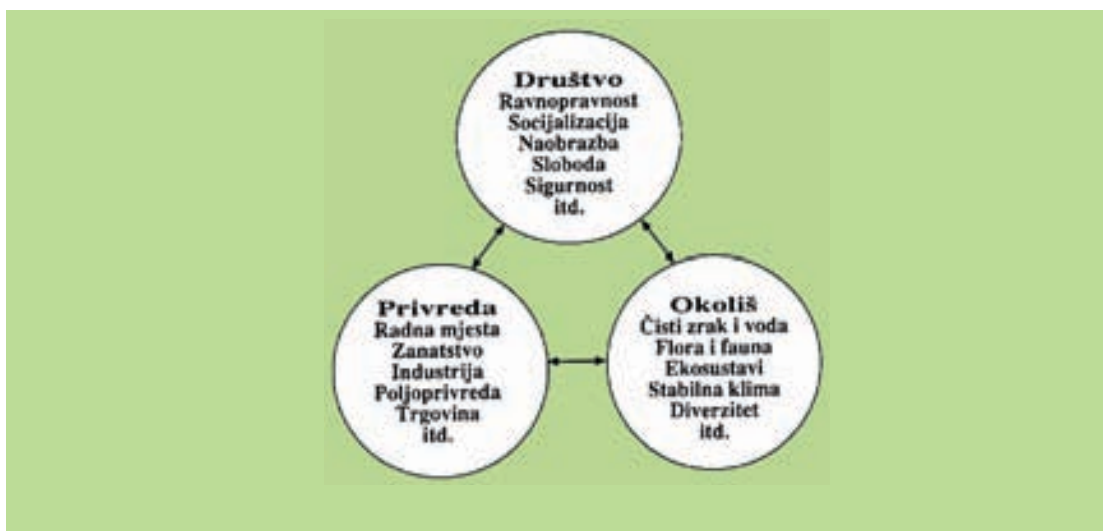 Društvo
Ravnopravnost
Socijalizacija
Naobrazba
Sloboda
Sigurnost
itd.
Privreda
Radna mjesta
Zanatstvo
Industrija
Poljoprivreda
Trgovina
itd.
Okoliš
Čisti zrak i voda
Flora i fauna
Ekosustavi
Stabilna klima
Diverzitet
itd.